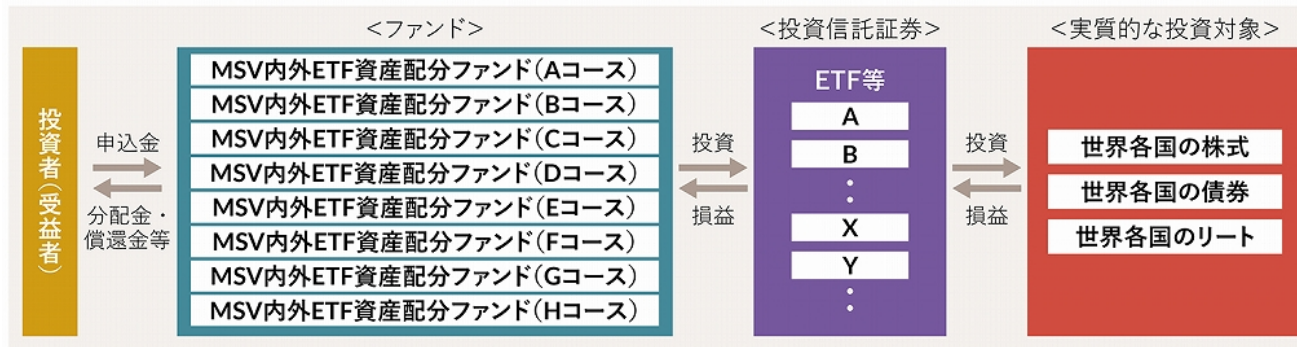 <ファンド>
<投資信託証券>
<実質的な投資対象>
投資者(受益者)
申込金
分配金・
償還金等
MSV内外ETF資産配分ファンド(Aコース)
MSV内外ETF資産配分ファンド(Bコース)
MSV内外ETF資産配分ファンド(Cコース)
MSV内外ETF資産配分ファンド(Dコース)
MSV内外ETF資産配分ファンド(Eコース)
MSV内外ETF資産配分ファンド(Fコース)
MSV内外ETF資産配分ファンド(Gコース)
MSV内外ETF資産配分ファンド(Hコース)
投資
損益
ETF等
A
B
:
X
Y
:
投資
損益
世界各国の株式
世界各国の債券
世界各国のリート